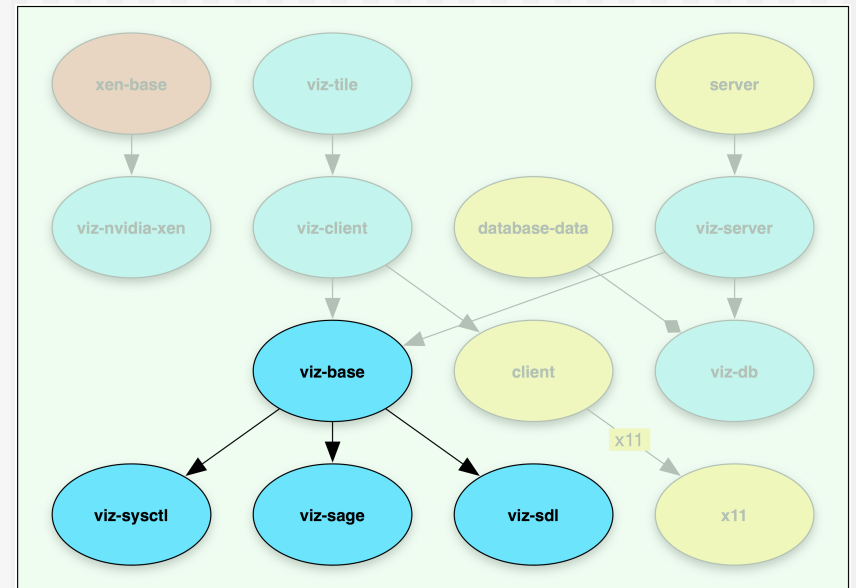 xen-base
viz-tile
server
viz-nvidia-xen
viz-client
database-data
viz-server
viz-base
client
viz-db
x11
viz-sysctl
viz-sage
viz-sdl
x11